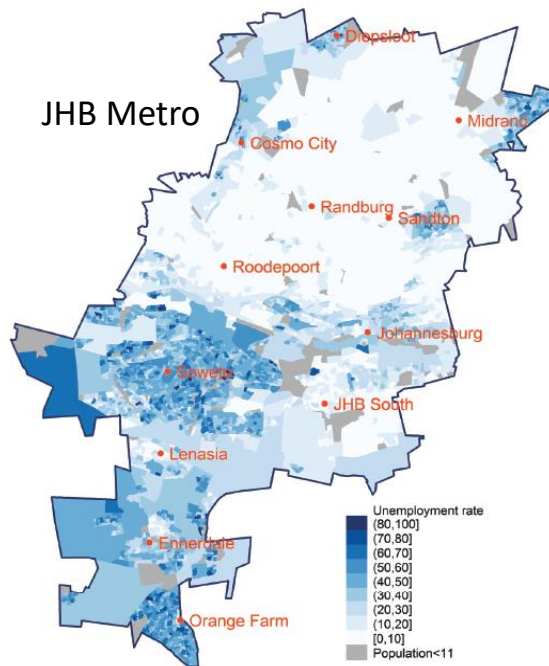 Diepsloot
JHB Metro
Midrand
Cosmo City
Randburg
Sandton
Roodepoort
Johannesburg
Soweto
JHB South
Lenasia
Ennerdale
Orange Farm
Unemployment rate
(80,100]
(70,80]
(60,70]
(50,60]
(40,50]
(30,40]
(20,30]
(10,20]
[0,10]
Population<11